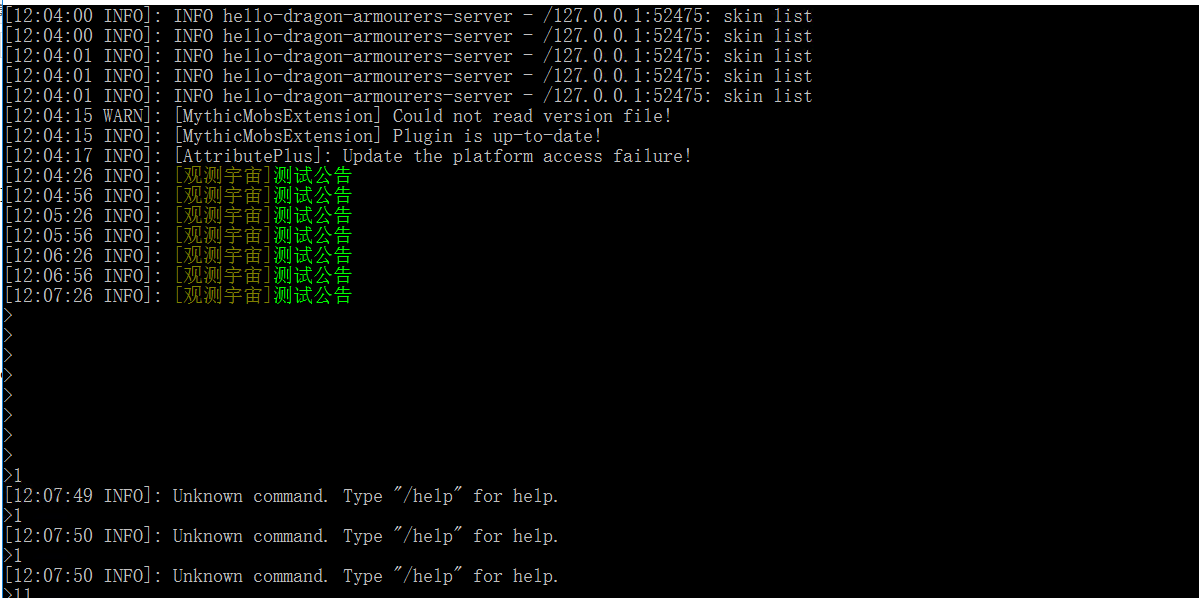 [12:04:00 INFO]: INFO hello-dragon-armourers-server - /127.0.0.1:52475: skin list
[12:04:00 INFO]: INFO hello-dragon-armourers-server - /127.0.0.1:52475: skin list
[12:04:01 INFO]: INFO hello-dragon-armourers-server - /127.0.0.1:52475: skin list
[12:04:01 INFO]: INFO hello-dragon-armourers-server - /127.0.0.1:52475: skin list
[12:04:01 INFO]: INFO hello-dragon-armourers-server - /127.0.0.1:52475: skin list
[12:04:15 WARN]: [MythicMobsExtension] Could not read version file!
[12:04:15 INFO]: [MythicMobsExtension] Plugin is up-to-date!
[12:04:17 INFO]: [AttributePlus]: Update the platform access failure!
[12:04:26 INFO]: [观测宇宙]测试公告
[12:04:56 INFO]: [观测宇宙]测试公告
[12:05:26 INFO]: [观测宇宙]测试公告
[12:05:56 INFO]: [观测宇宙]测试公告
[12:06:26 INFO]: [观测宇宙]测试公告
[12:06:56 INFO]: [观测宇宙]测试公告
[12:07:26 INFO]: [观测宇宙]测试公告
>
>
>
>
>
>
>
>
>1
[12:07:49 INFO]: Unknown command. Type "/help" for help.
>1
[12:07:50 INFO]: Unknown command. Type "/help" for help.
>1
[12:07:50 INFO]: Unknown command. Type "/help" for help.
>11